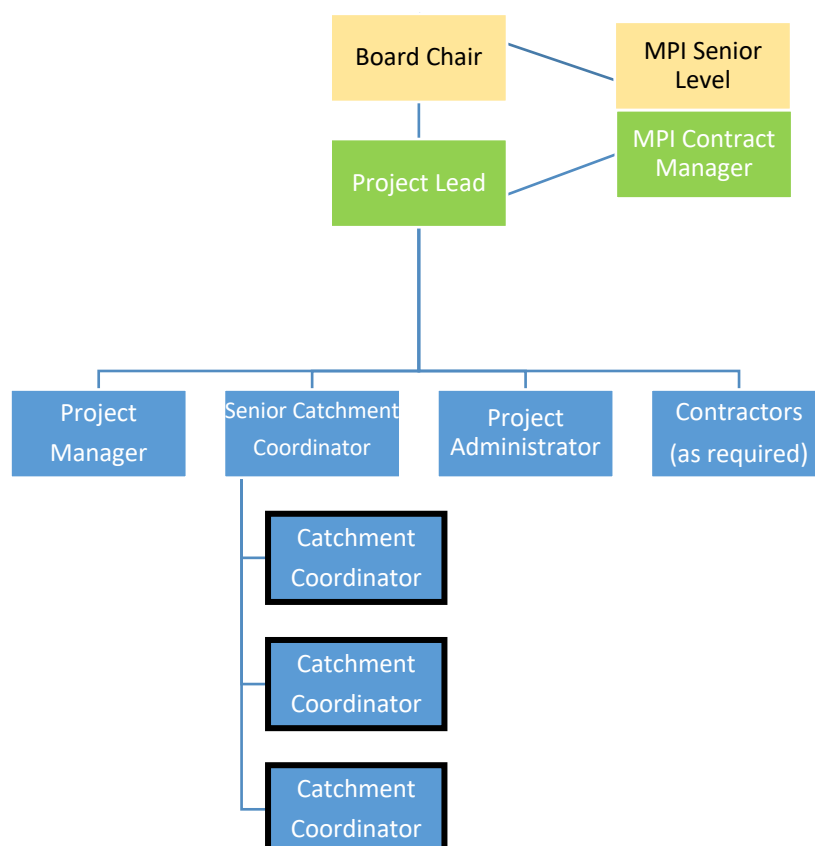 Board Chair
MPI Senior
Level
MPI Contract
Manager
Project Lead
Project
Manager
Senior Catchment
Coordinator
Project
Administrator
Contractors
(as required)
Catchment
Coordinator
Catchment
Coordinator
Catchment
Coordinator